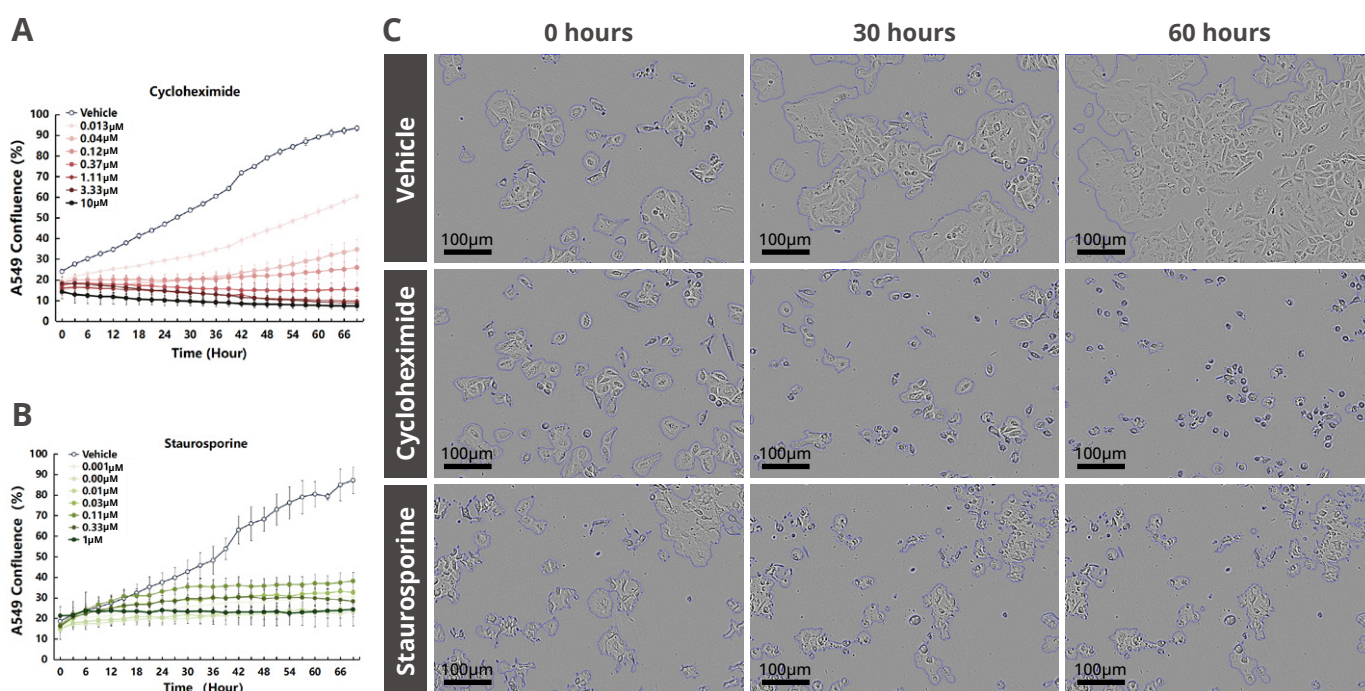 A
Cycloheximide
A549 Confluence (%)
100
90
80
70
60
50
40
30
20
10
0
Vehicle
0.013µM
0.04µM
0.12µM
0.37µM
1.11µM
3.33µM
10µM
0 6 12 18 24 30 36 42 48 54 60 66
Time (Hour)
B
Staurosporine
A549 Confluence (%)
100
90
80
70
60
50
40
30
20
10
0
Vehicle
0.001µM
0.00µM
0.01µM
0.03µM
0.11µM
0.33µM
1µM
0 6 12 18 24 30 36 42 48 54 60 66
Time (Hour)
C
0 hours 30 hours 60 hours
Vehicle
100µm 100µm 100µm
Cycloheximide
100µm 100µm 100µm
Staurosporine
100µm 100µm 100µm